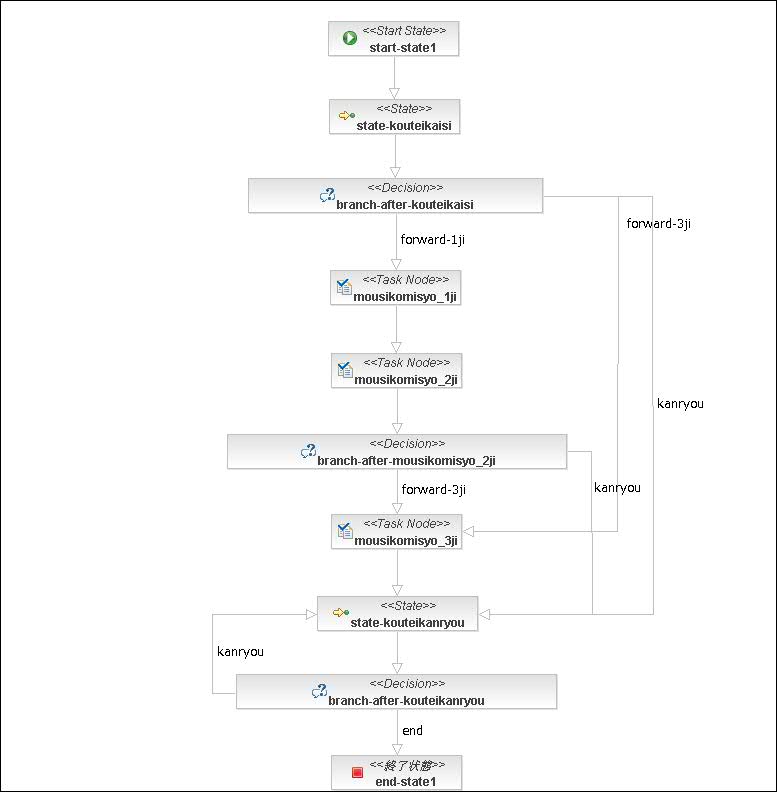 <<Start State>>
start-state1
<<State>>
state-kouteikaisi
<<Decision>>
branch-after-kouteikaisi
forward-3ji
forward-1ji
<<Task Node>>
mousikomisyo_1ji
<<Task Node>>
mousikomisyo_2ji
kanryou
<<Decision>>
branch-after-mousikomisyo_2ji
forward-3ji
kanryou
<<Task Node>>
mousikomisyo_3ji
<<State>>
state-kouteikanryou
kanryou
<<Decision>>
branch-after-kouteikanryou
end
<<終了状態>>
end-state1